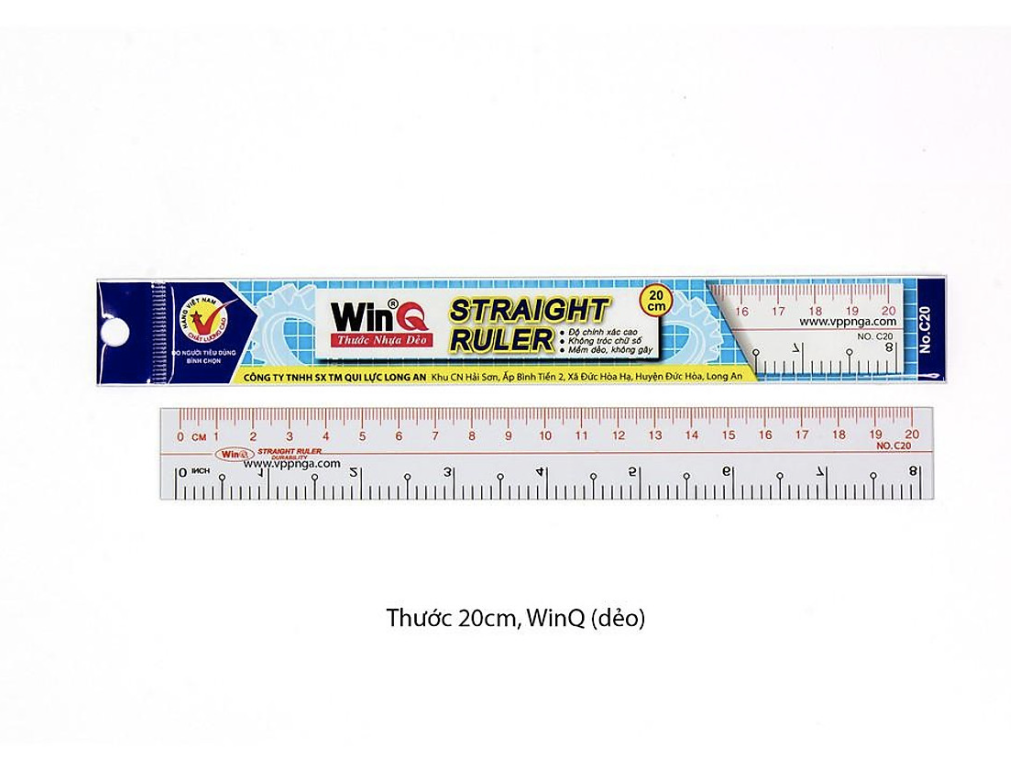 HÀNG VIỆT NAM
CHẤT LƯỢNG CAO
DO NGƯỜI TIÊU DÙNG
BÌNH CHỌN
WinQ®
Thước Nhựa Dẻo
STRAIGHT
RULER
• Độ chính xác cao
• Không tróc chữ số
• Mềm dẻo, không gãy
20
cm
CÔNG TY TNHH SX TM QUI LỰC LONG AN Khu CN Hải Sơn, Ấp Bình Tiền 2, Xã Đức Hòa Hạ, Huyện Đức Hòa, Long An
16 17 18 19 20
www.vppnga.com
NO. C20
7 8
No.C20
0 CM 1 2 3 4 5 6 7 8 9 10 11 12 13 14 15 16 17 18 19 20
WinQ STRAIGHT RULER
DURABILITY
NO.C20
www.vppnga.com
0 INCH 1 2 3 4 5 6 7 8
Thước 20cm, WinQ (dẻo)